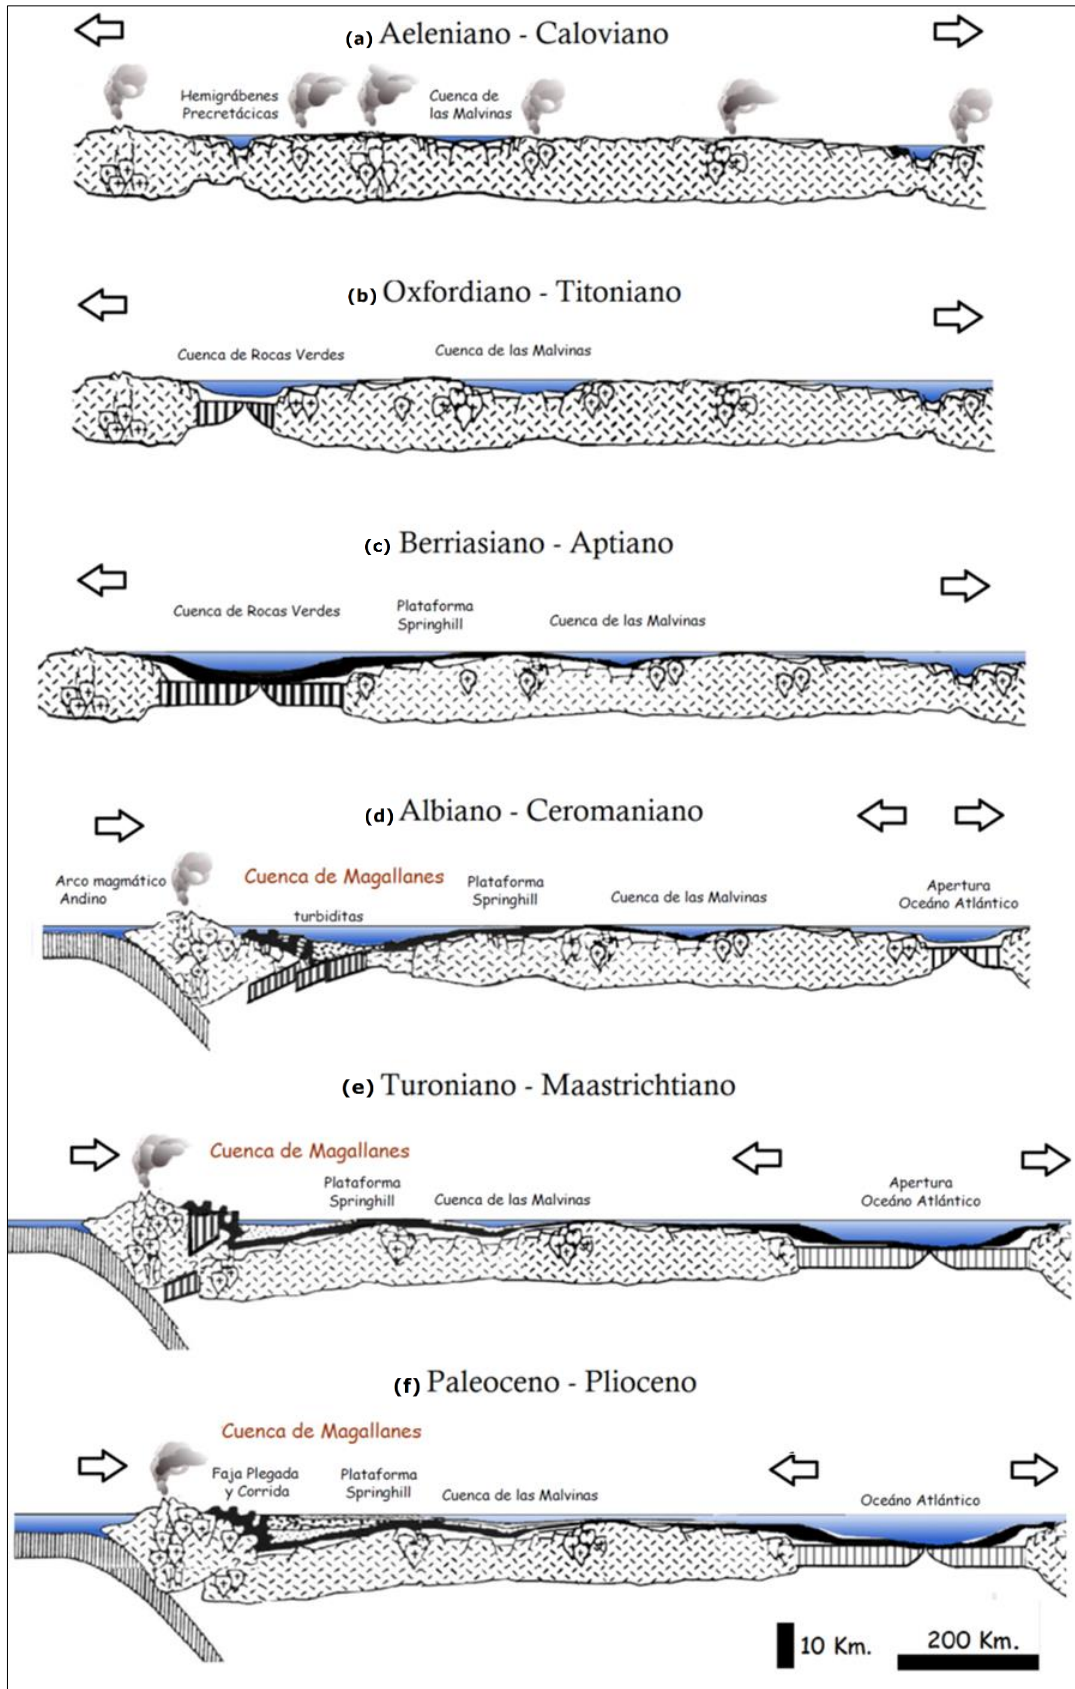 (a) Aeleniano - Caloviano
Hemigrábenes
Precretácicas
Cuenca de
las Malvinas
(b) Oxfordiano - Titoniano
Cuenca de Rocas Verdes
Cuenca de las Malvinas
(c) Berriasiano - Aptiano
Cuenca de Rocas Verdes
Plataforma
Springhill
Cuenca de las Malvinas
(d) Albiano - Ceromaniano
Arco magmático
Andino
Cuenca de Magallanes
turbiditas
Plataforma
Springhill
Cuenca de las Malvinas
Apertura
Oceáno Atlántico
(e) Turoniano - Maastrichtiano
Cuenca de Magallanes
Plataforma
Springhill
Cuenca de las Malvinas
Apertura
Oceáno Atlántico
(f) Paleoceno - Plioceno
Cuenca de Magallanes
Faja Plegada
y Corrida
Plataforma
Springhill
Cuenca de las Malvinas
Oceáno Atlántico
10 Km.
200 Km.